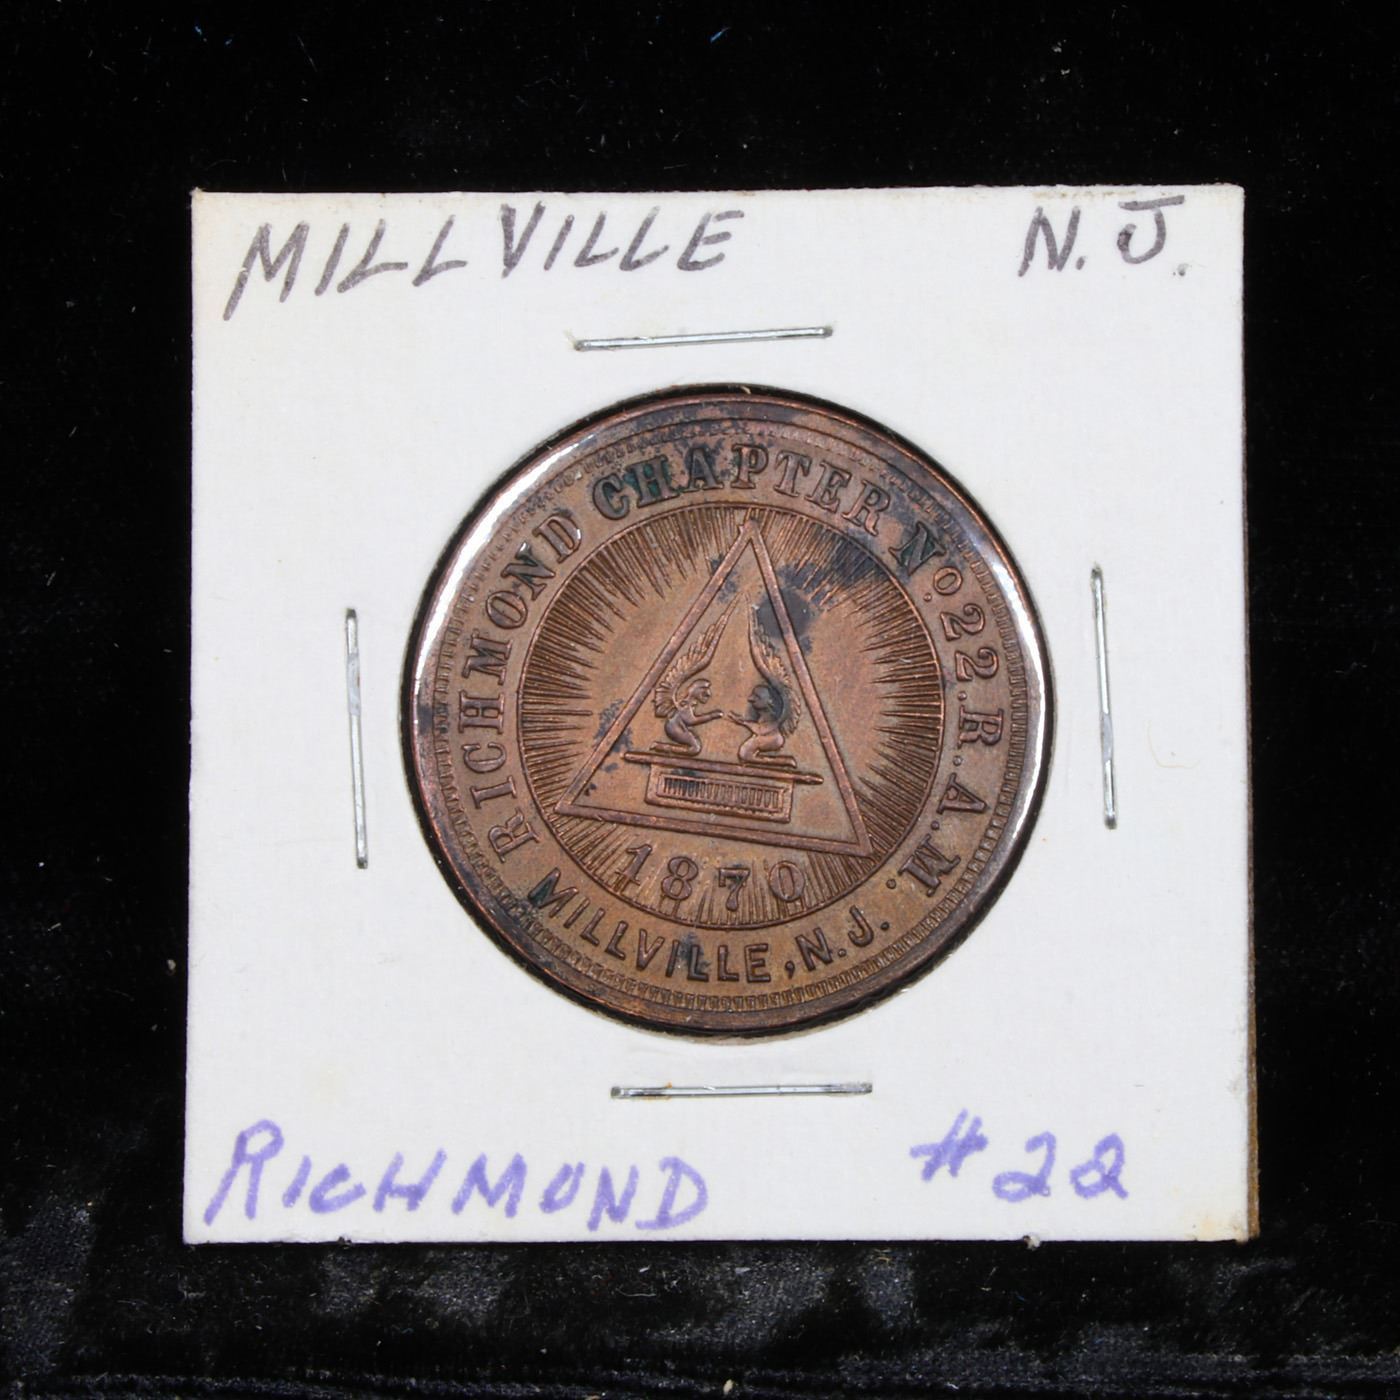 MILLVILLE N.J.
RICHMOND CHAPTER No. 22. R.A.M.
1870
MILLVILLE, N.J.
RICHMOND #22